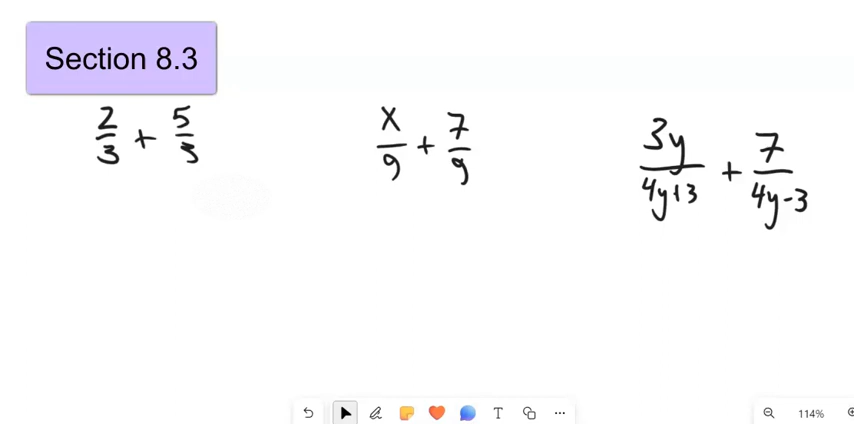 Section 8.3
2/3 + 5/3
x/9 + 7/9
3y/4y+3 + 7/4y-3
T
114%